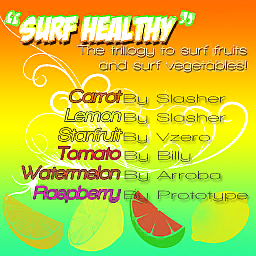 "SURF HEALTHY"
The trilogy to surf fruits
and surf vegetables!
Carrot By Slasher
Lemon By Slasher
Starfruit By Vzero
Tomato By Billy
Watermelon By Arroba
Raspberry By Prototype